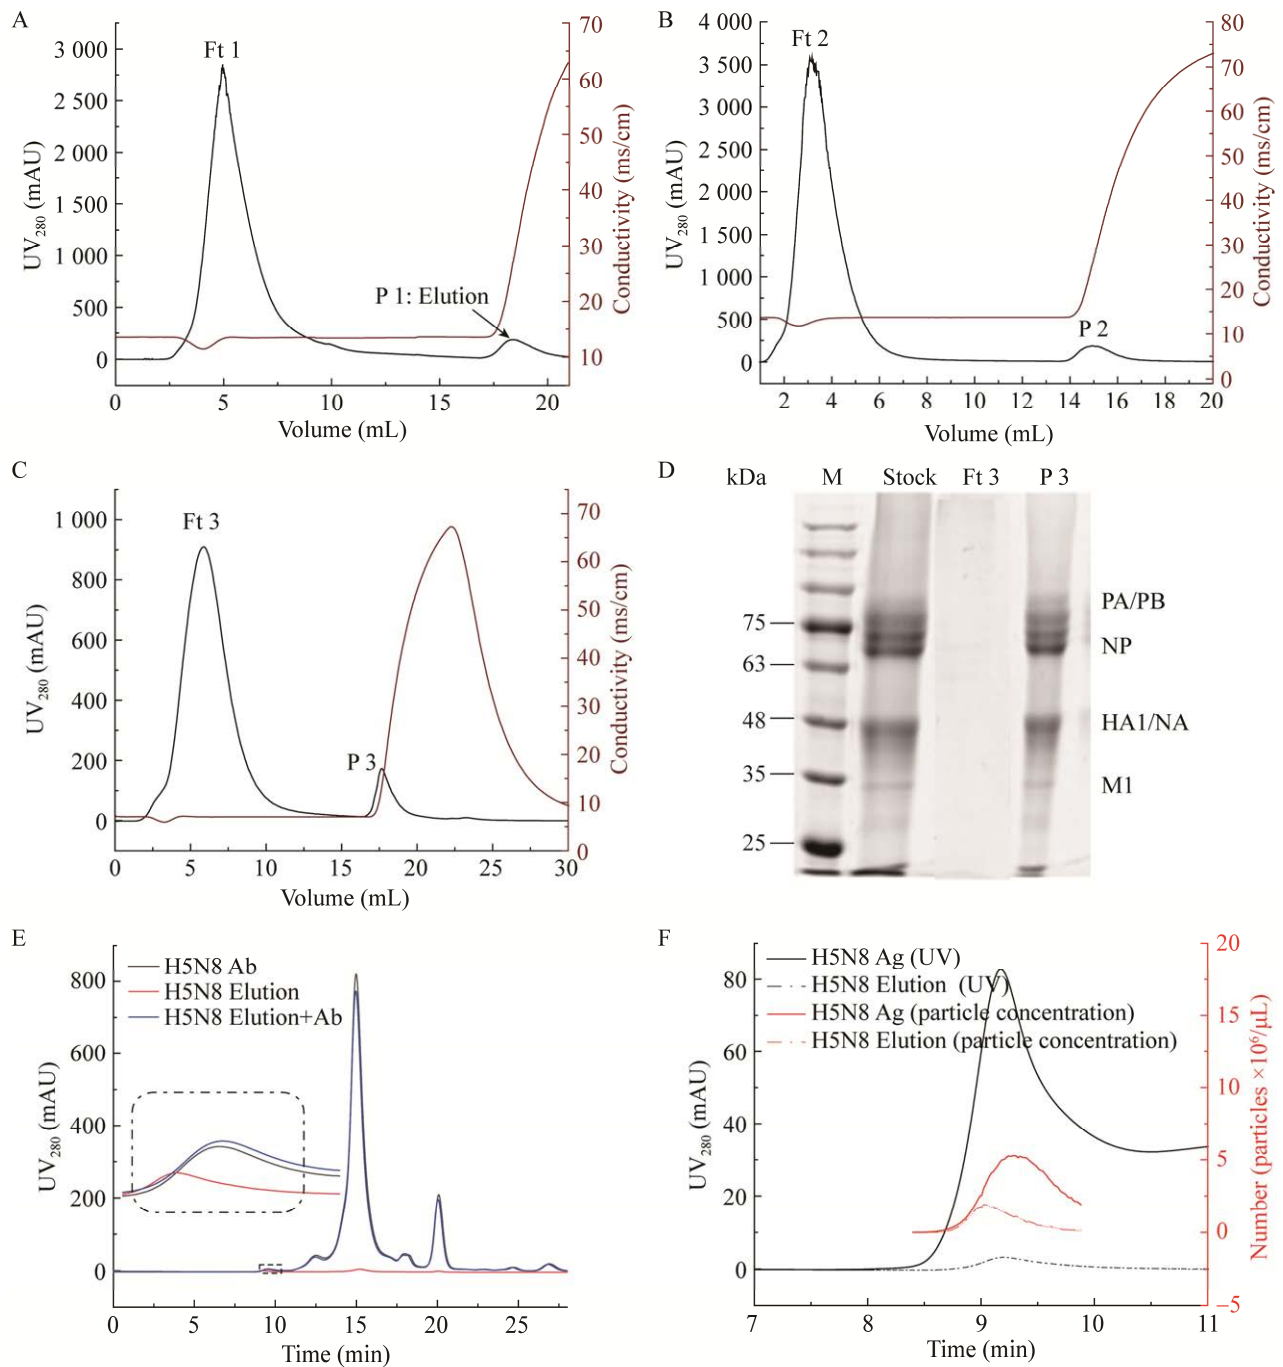 A
Ft 1
P 1: Elution
UV280 (mAU)
3 000
2 500
2 000
1 500
1 000
500
0
0 5 10 15 20
Volume (mL)
70
60
50
40
30
20
10
Conductivity (ms/cm)
B
Ft 2
P 2
UV280 (mAU)
4 000
3 500
3 000
2 500
3 500
1 000
500
0
2 4 6 8 10 12 14 16 18 20
Volume (mL)
80
70
60
50
40
30
20
10
0
Conductivity (ms/cm)
C
Ft 3
P 3
UV280 (mAU)
1 000
800
600
400
200
0
0 5 10 15 20 25 30
Volume (mL)
70
60
50
40
30
20
10
0
Conductivity (ms/cm)
D
kDa M Stock Ft 3 P 3
75
63
48
35
25
PA/PB
NP
HA1/NA
M1
E
H5N8 Ab
H5N8 Elution
H5N8 Elution+Ab
UV280 (mAU)
800
600
400
200
0
0 5 10 15 20 25
Time (min)
F
H5N8 Ag (UV)
H5N8 Elution (UV)
H5N8 Ag (particle concentration)
H5N8 Elution (particle concentration)
UV280 (mAU)
80
60
40
20
0
7 8 9 10 11
Time (min)
20
15
10
5
0
−5
Number (particles ×10⁶/μL)